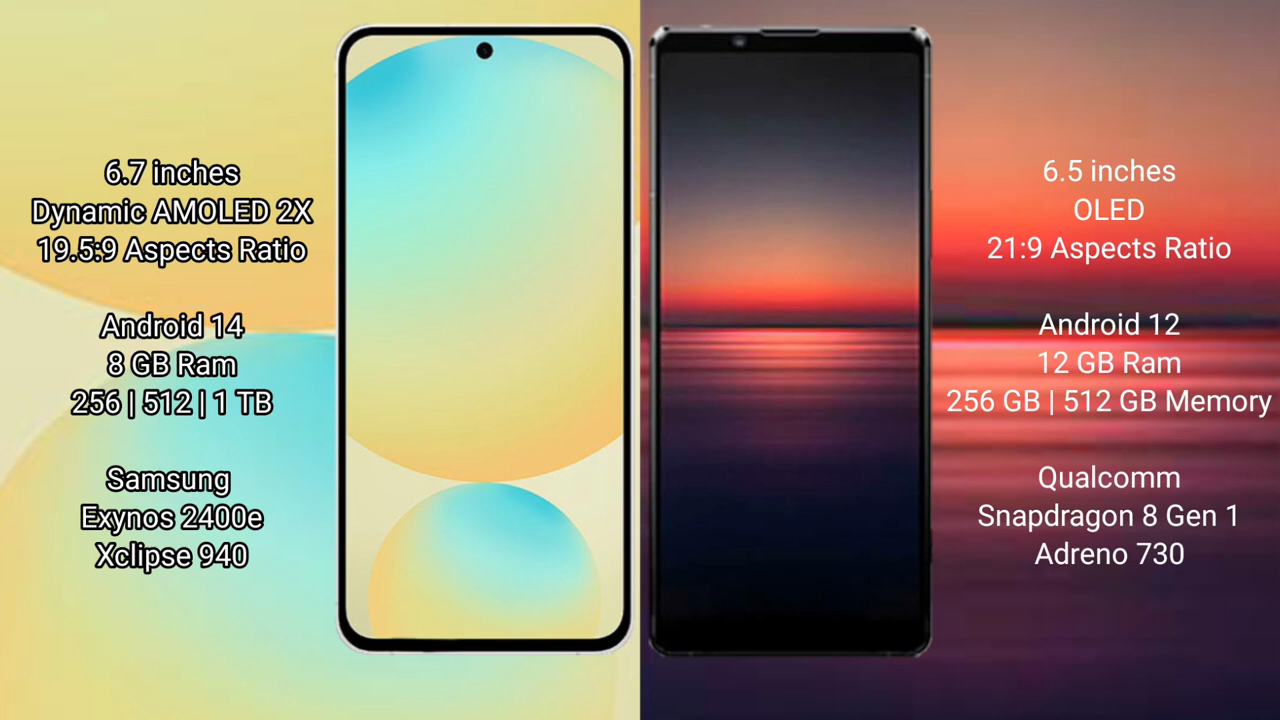 6.7 inches
Dynamic AMOLED 2X
19.5:9 Aspects Ratio
Android 14
8 GB Ram
256 | 512 | 1 TB
Samsung
Exynos 2400e
Xclipse 940
6.5 inches
OLED
21:9 Aspects Ratio
Android 12
12 GB Ram
256 GB | 512 GB Memory
Qualcomm
Snapdragon 8 Gen 1
Adreno 730